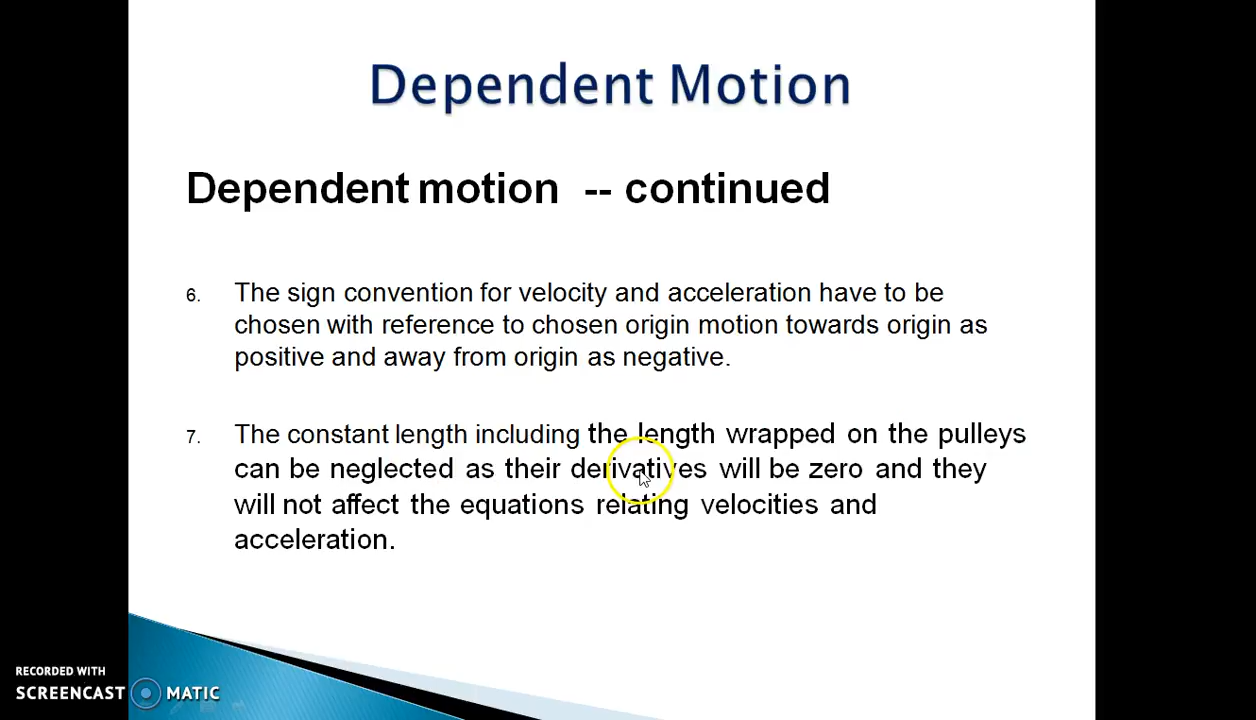 Dependent Motion
Dependent motion -- continued
6. The sign convention for velocity and acceleration have to be
chosen with reference to chosen origin motion towards origin as
positive and away from origin as negative.
7. The constant length including the length wrapped on the pulleys
can be neglected as their derivatives will be zero and they
will not affect the equations relating velocities and
acceleration.
RECORDED WITH
SCREENCAST MATIC